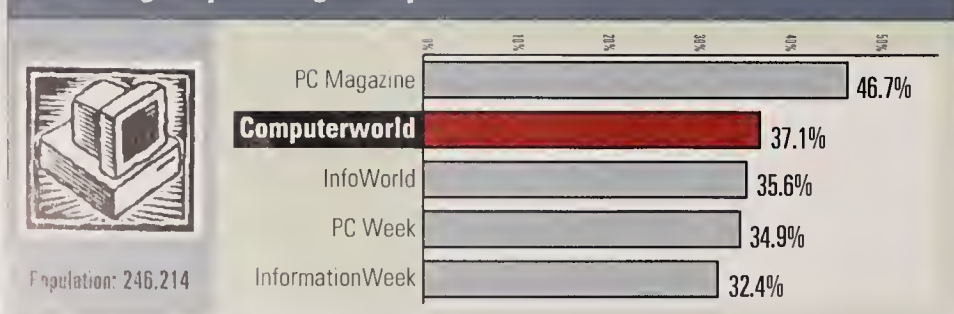 0% 10% 20% 30% 40% 50%
PC Magazine 46.7%
Computerworld 37.1%
InfoWorld 35.6%
PC Week 34.9%
InformationWeek 32.4%
Population: 246,214